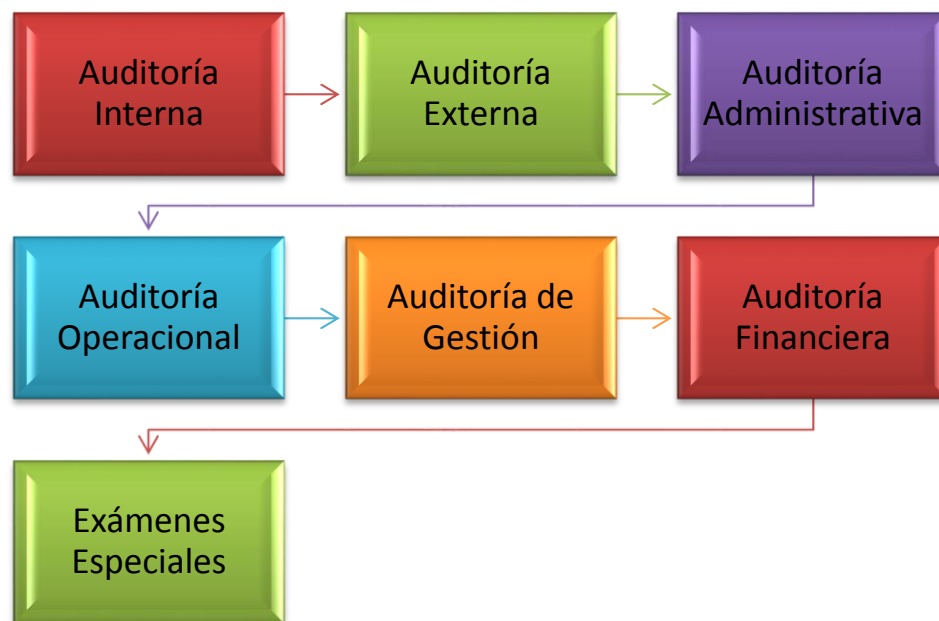 Auditoría
Interna
Auditoría
Externa
Auditoría
Administrativa
Auditoría
Operacional
Auditoría de
Gestión
Auditoría
Financiera
Exámenes
Especiales